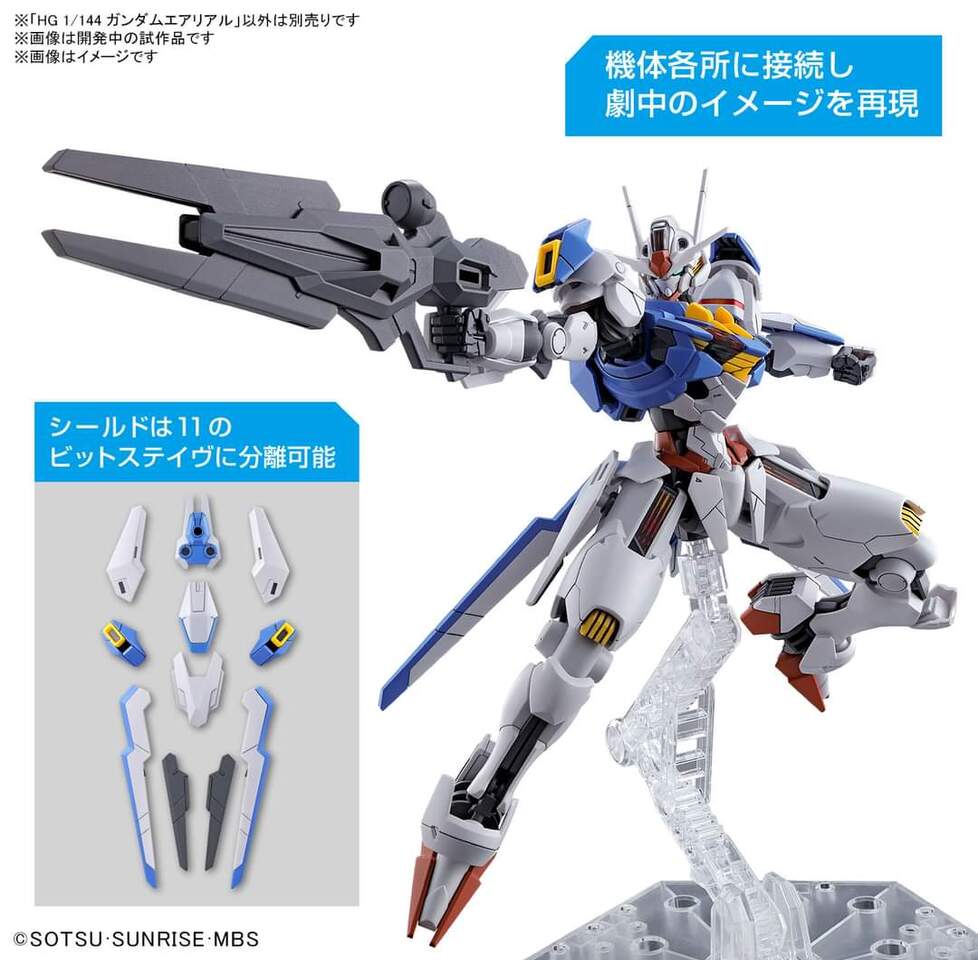 ※「HG 1/144 ガンダムエアリアル」以外は別売りです
※画像は開発中の試作品です
※画像はイメージです
機体各所に接続し
劇中のイメージを再現
シールドは11の
ビットステイヴに分離可能
©SOTSU・SUNRISE・MBS